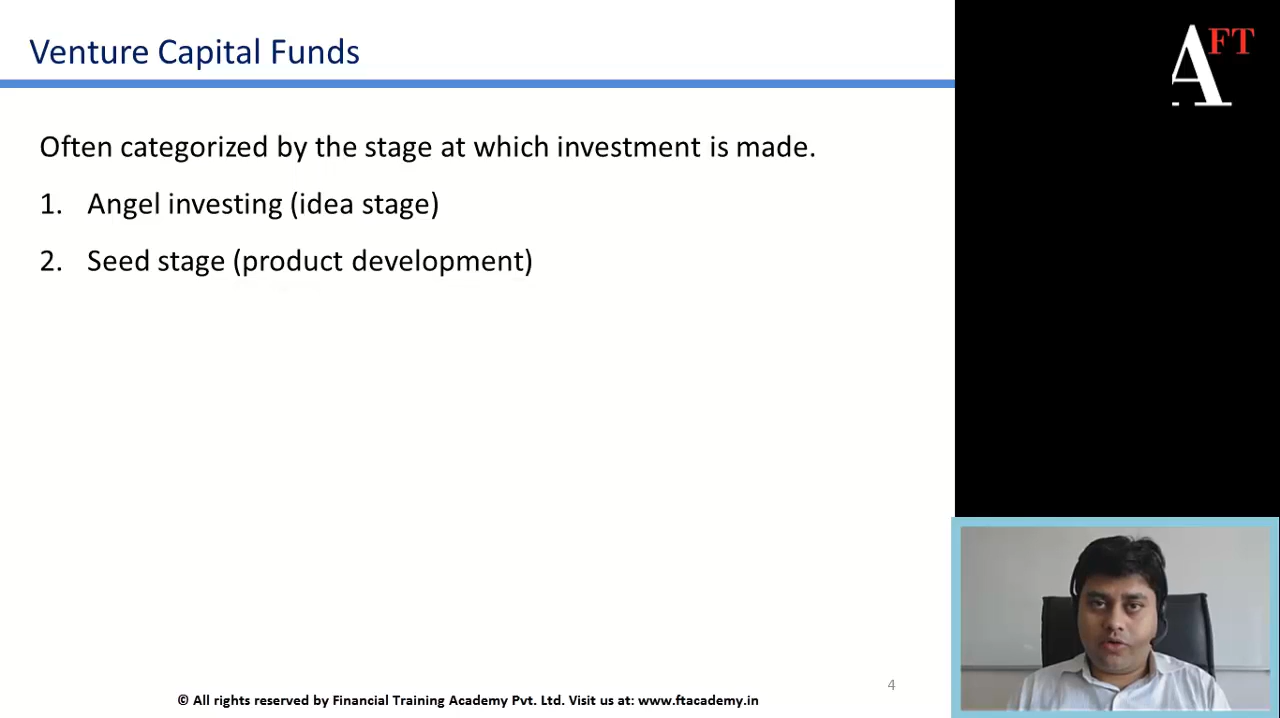 Venture Capital Funds
AFT
Often categorized by the stage at which investment is made.
1. Angel investing (idea stage)
2. Seed stage (product development)
4
© All rights reserved by Financial Training Academy Pvt. Ltd. Visit us at: www.ftacademy.in